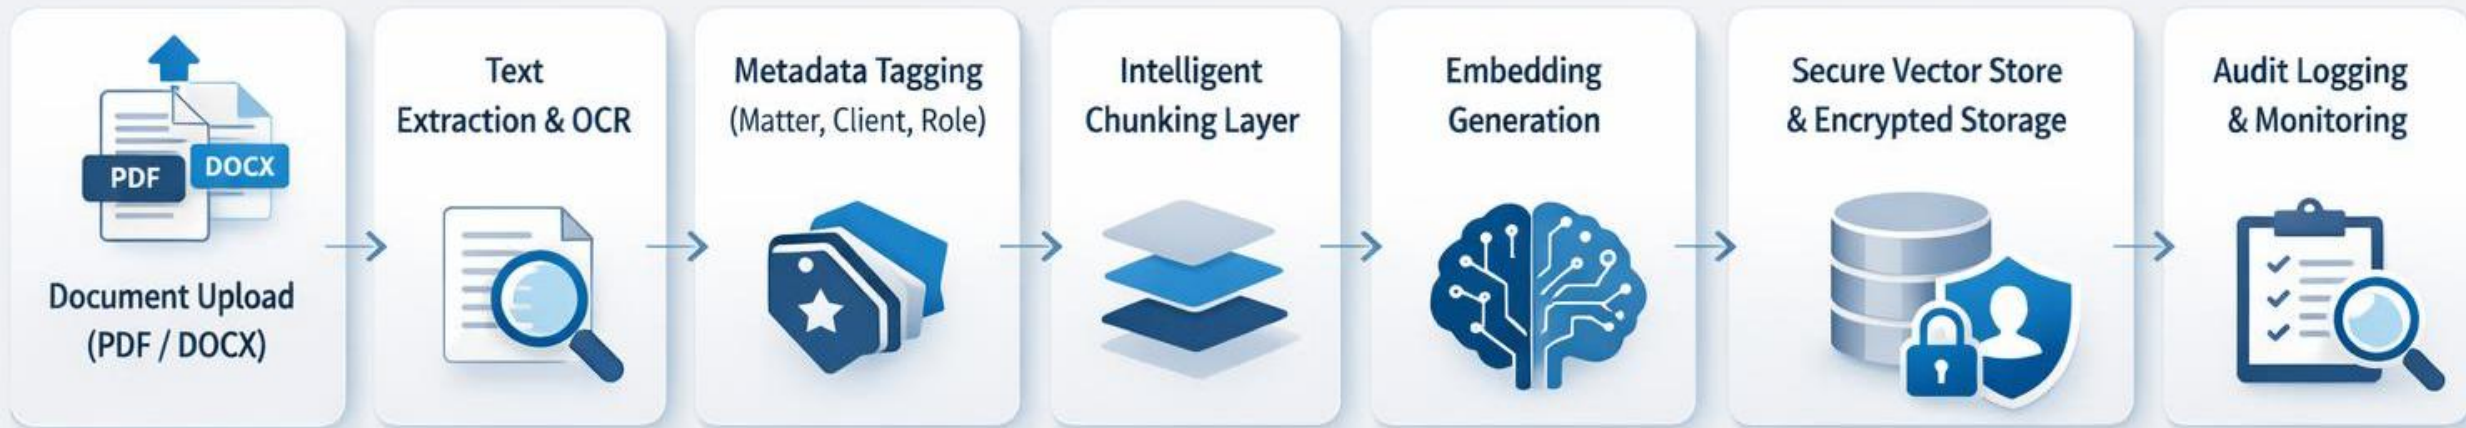 PDF
DOCX
Document Upload
(PDF / DOCX)
Text
Extraction & OCR
Metadata Tagging
(Matter, Client, Role)
Intelligent
Chunking Layer
Embedding
Generation
Secure Vector Store
& Encrypted Storage
Audit Logging
& Monitoring